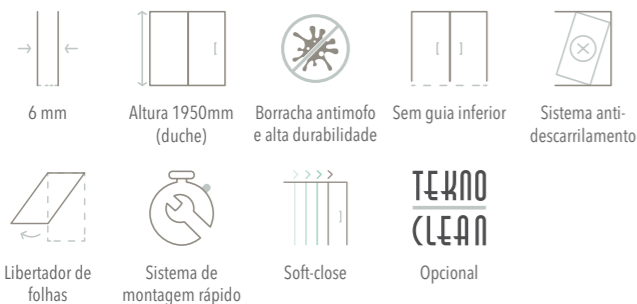 6 mm
Altura 1950mm
(duche)
Borracha antimofo
e alta durabilidade
Sem guia inferior
Sistema anti-
descarrilamento
TEKNO
CLEAN
Libertador de
folhas
Sistema de
montagem rápido
Soft-close
Opcional